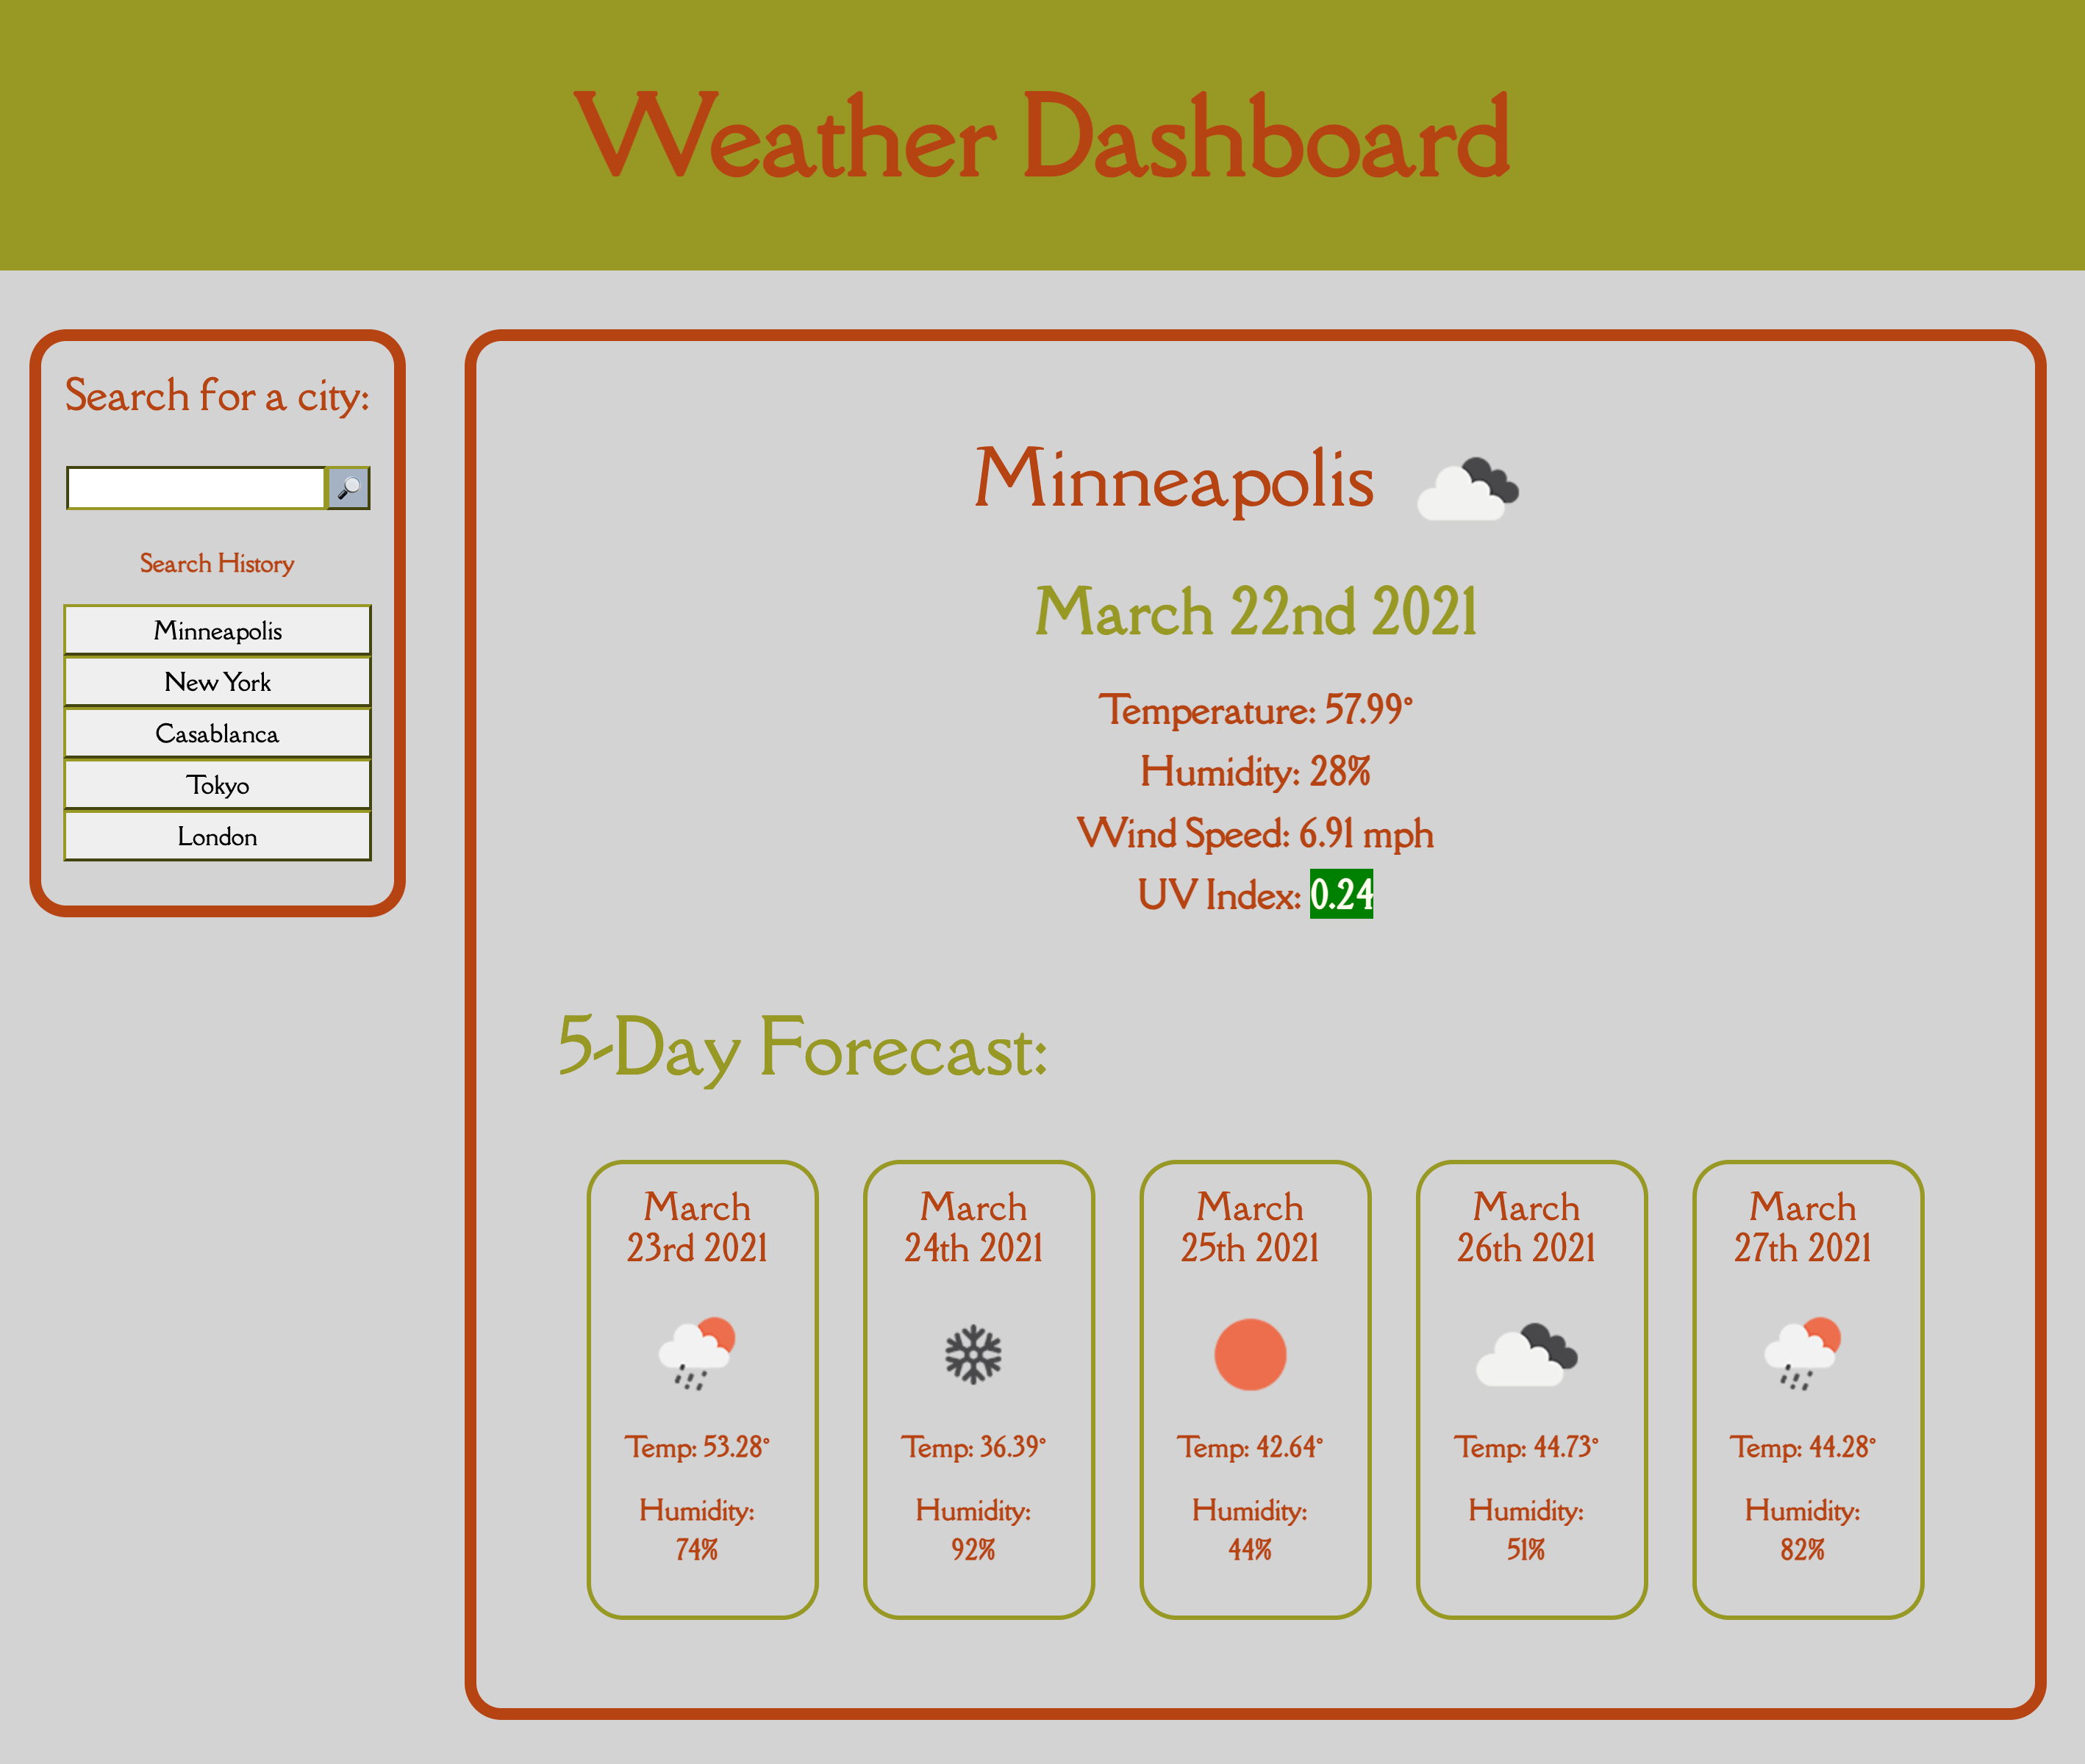 Weather Dashboard
Search for a city:
Search History
Minneapolis
New York
Casablanca
Tokyo
London
Minneapolis
March 22nd 2021
Temperature: 57.99°
Humidity: 28%
Wind Speed: 6.91 mph
UV Index: 0.24
5-Day Forecast:
March
23rd 2021
Temp: 53.28°
Humidity:
74%
March
24th 2021
Temp: 36.39°
Humidity:
92%
March
25th 2021
Temp: 42.64°
Humidity:
44%
March
26th 2021
Temp: 44.73°
Humidity:
51%
March
27th 2021
Temp: 44.28°
Humidity:
82%